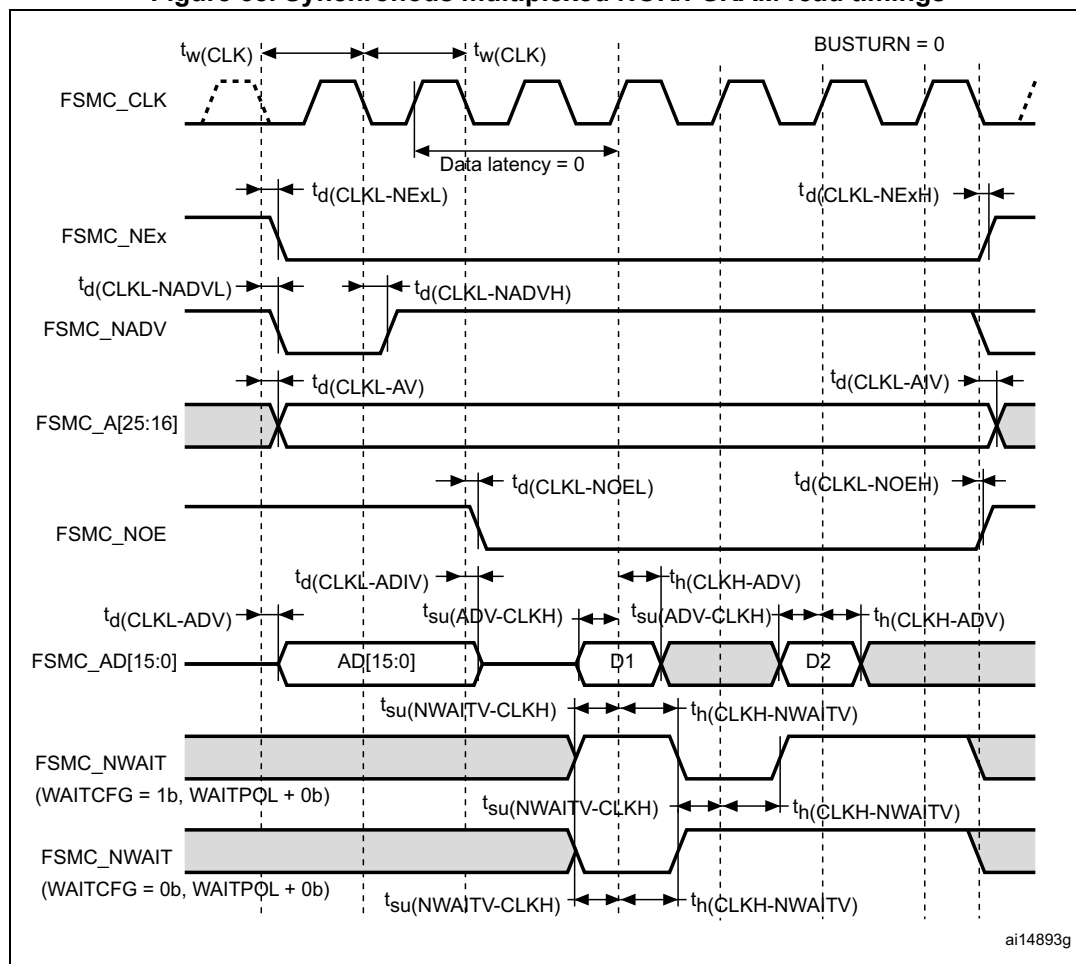 Figure 58. Synchronous multiplexed NOR/PSRAM read timings
tw(CLK)
tw(CLK)
BUSTURN = 0
FSMC_CLK
Data latency = 0
td(CLKL-NExL)
td(CLKL-NExH)
FSMC_NEx
td(CLKL-NADVL)
td(CLKL-NADVH)
FSMC_NADV
td(CLKL-AV)
td(CLKL-AIV)
FSMC_A[25:16]
td(CLKL-NOEL)
td(CLKL-NOEH)
FSMC_NOE
td(CLKL-ADIV)
th(CLKH-ADV)
td(CLKL-ADV)
tsu(ADV-CLKH)
tsu(ADV-CLKH)
th(CLKH-ADV)
FSMC_AD[15:0]
AD[15:0]
D1
D2
tsu(NWAITV-CLKH)
th(CLKH-NWAITV)
FSMC_NWAIT
(WAITCFG = 1b, WAITPOL + 0b)
tsu(NWAITV-CLKH)
th(CLKH-NWAITV)
FSMC_NWAIT
(WAITCFG = 0b, WAITPOL + 0b)
tsu(NWAITV-CLKH)
th(CLKH-NWAITV)
ai14893g